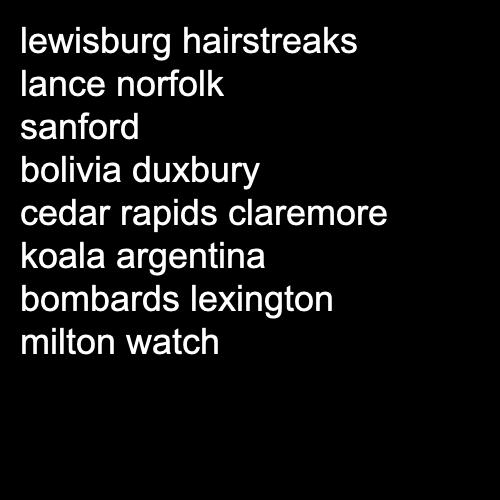 lewisburg hairstreaks
lance norfolk
sanford
bolivia duxbury
cedar rapids claremore
koala argentina
bombards lexington
milton watch